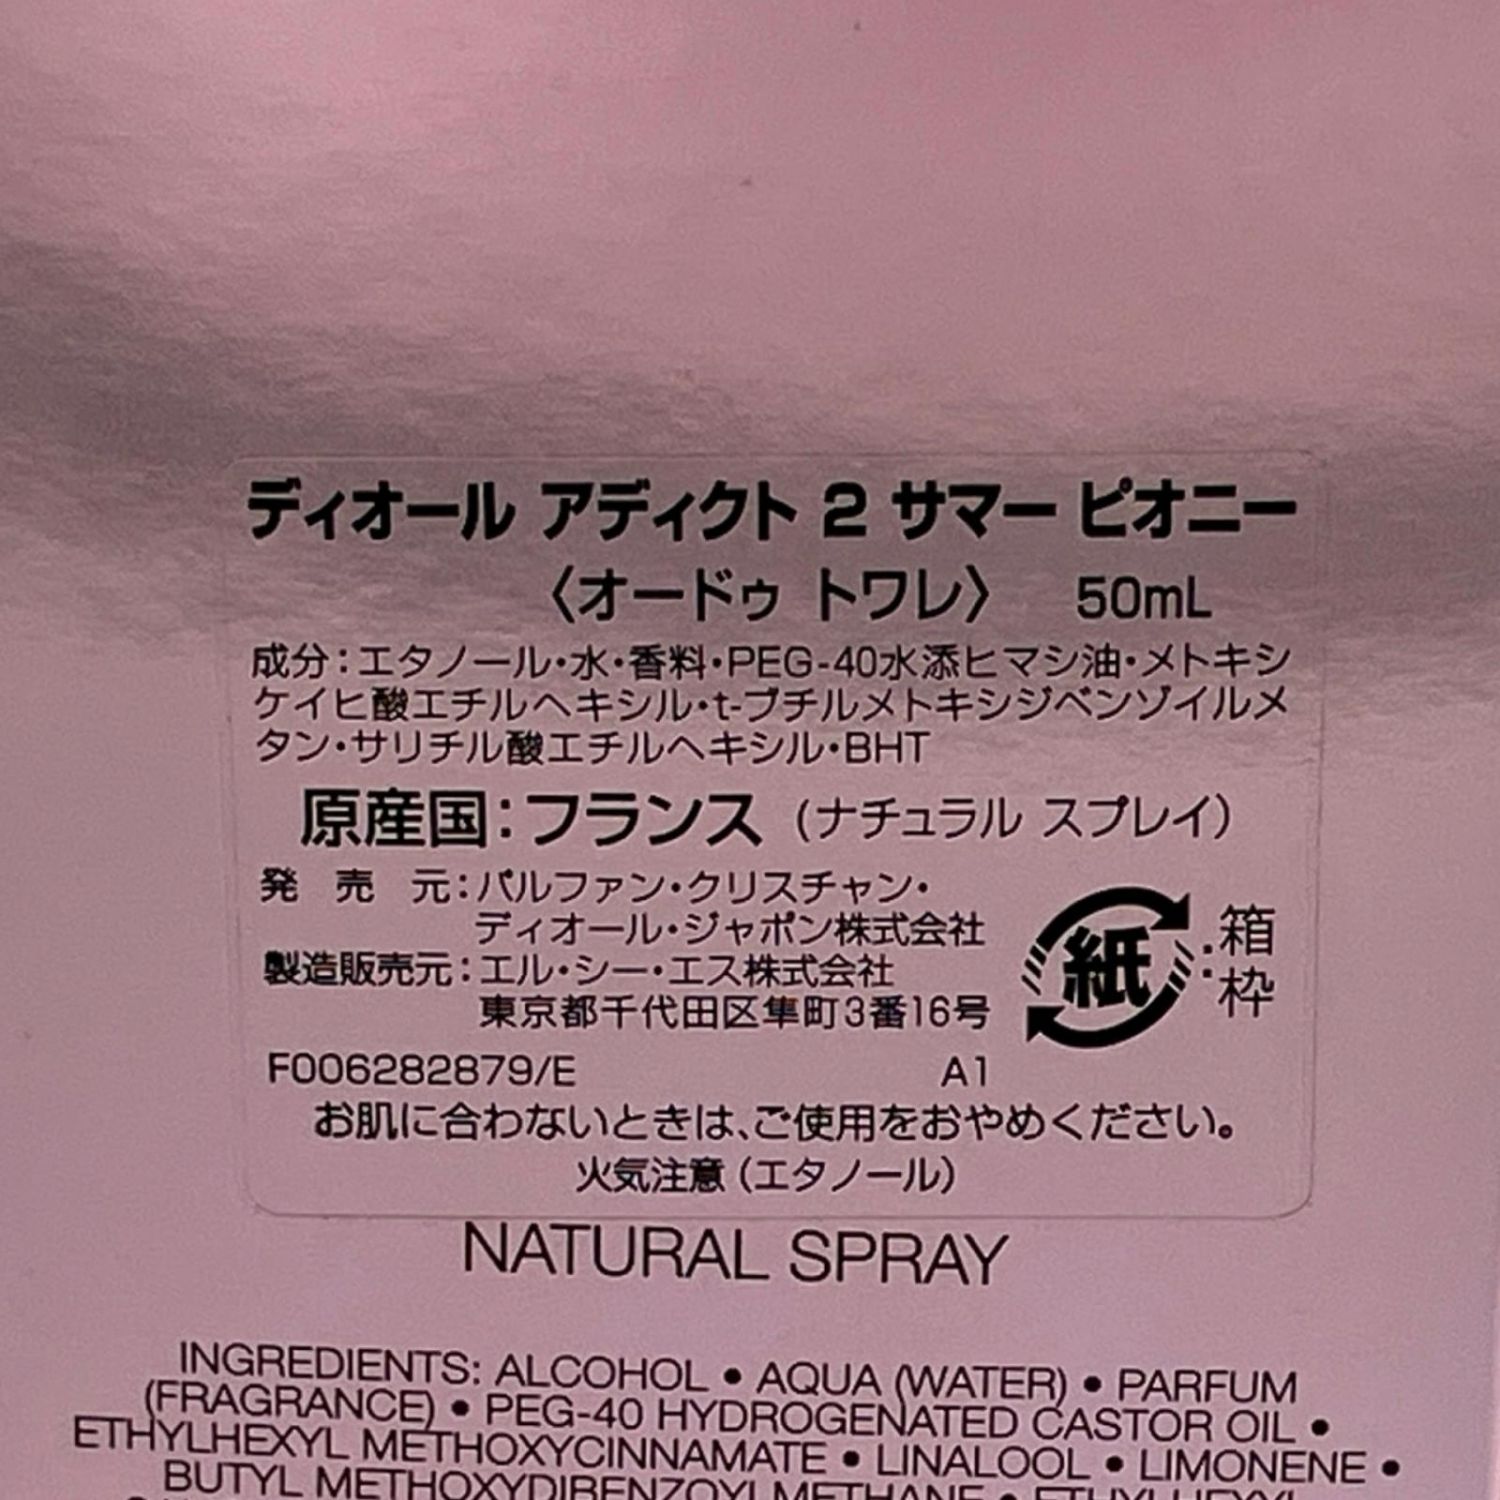 ディオール アディクト 2 サマー ピオニー
〈オードゥ トワレ〉 50mL
成分：エタノール・水・香料・PEG-40水添ヒマシ油・メトキシ
ケイヒ酸エチルヘキシル・t-ブチルメトキシジベンゾイルメ
タン・サリチル酸エチルヘキシル・BHT
原産国：フランス（ナチュラル スプレイ）
発 売 元：パルファン・クリスチャン・
ディオール・ジャポン株式会社
製造販売元：エル・シー・エス株式会社
東京都千代田区隼町3番16号
紙：箱
枠
F006282879/E A1
お肌に合わないときは、ご使用をおやめください。
火気注意（エタノール）
NATURAL SPRAY
INGREDIENTS: ALCOHOL • AQUA (WATER) • PARFUM
(FRAGRANCE) • PEG-40 HYDROGENATED CASTOR OIL •
ETHYLHEXYL METHOXYCINNAMATE • LINALOOL • LIMONENE •
BUTYL METHOXYDIBENZOYLMETHANE • ETHYLHEXYL